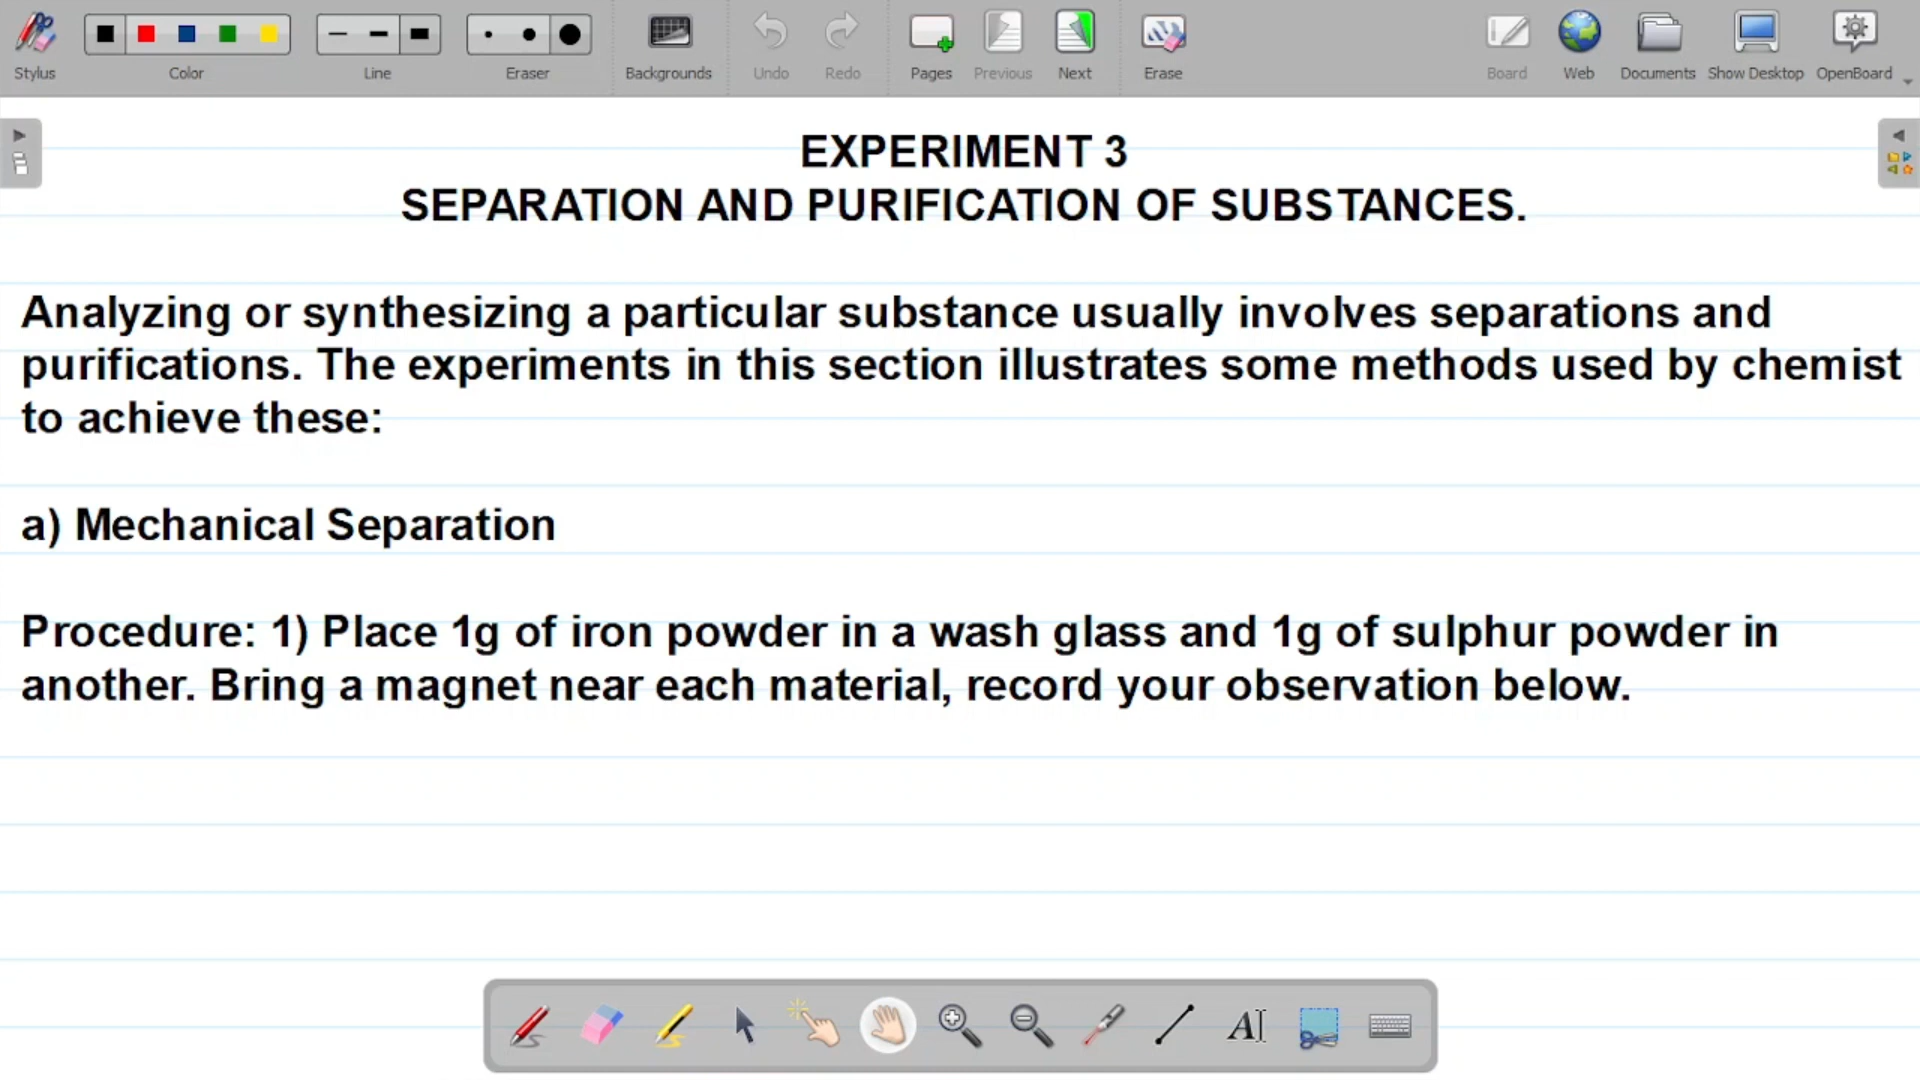 Stylus
Color
Line
Eraser
Backgrounds
Undo
Redo
Pages
Previous
Next
Erase
Board
Web
Documents
Show Desktop
OpenBoard
EXPERIMENT 3
SEPARATION AND PURIFICATION OF SUBSTANCES.
Analyzing or synthesizing a particular substance usually involves separations and
purifications. The experiments in this section illustrates some methods used by chemist
to achieve these:
a) Mechanical Separation
Procedure: 1) Place 1g of iron powder in a wash glass and 1g of sulphur powder in
another. Bring a magnet near each material, record your observation below.
AI